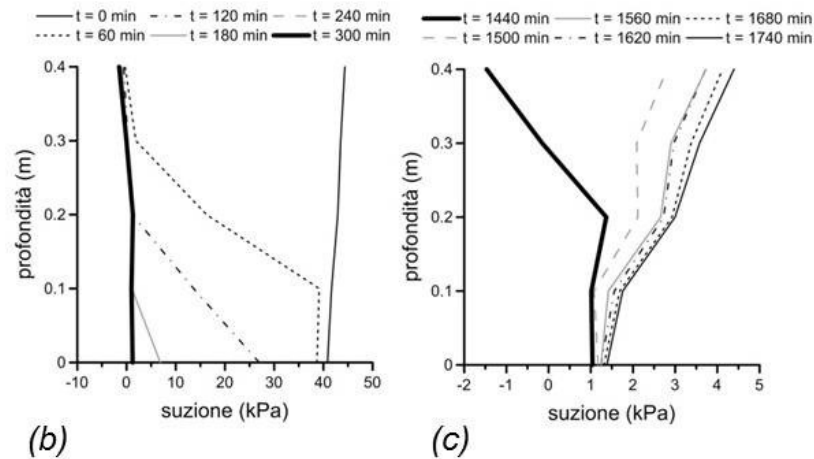 t = 0 min t = 120 min t = 240 min
t = 60 min t = 180 min t = 300 min
0.4
0.3
0.2
0.1
0
profondità (m)
-10 0 10 20 30 40 50
suzione (kPa)
(b)
t = 1440 min t = 1560 min t = 1680 min
t = 1500 min t = 1620 min t = 1740 min
0.4
0.3
0.2
0.1
0
profondità (m)
-2 -1 0 1 2 3 4 5
suzione (kPa)
(c)